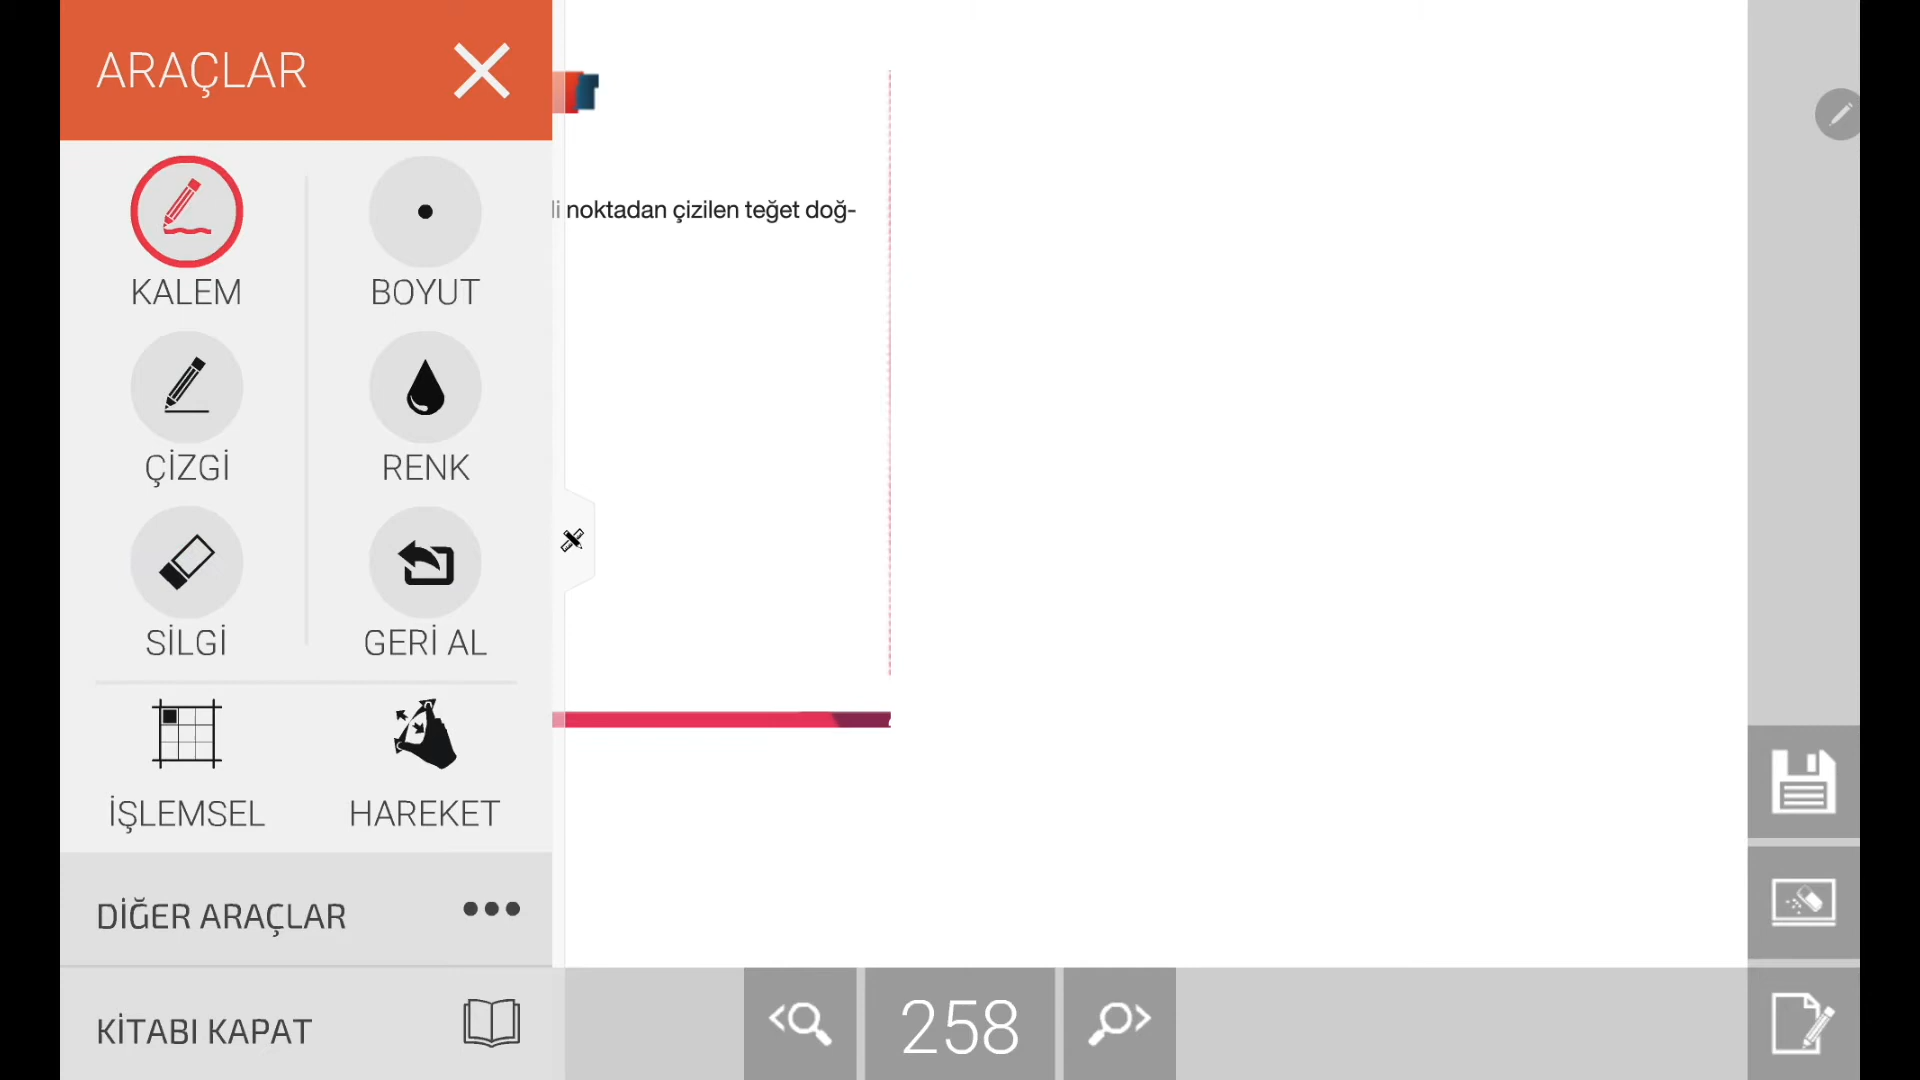 ARAÇLAR
noktadan çizilen teğet doğ-
KALEM
BOYUT
ÇİZGİ
RENK
SİLGİ
GERİ AL
İŞLEMSEL
HAREKET
DİĞER ARAÇLAR
KİTABI KAPAT
258